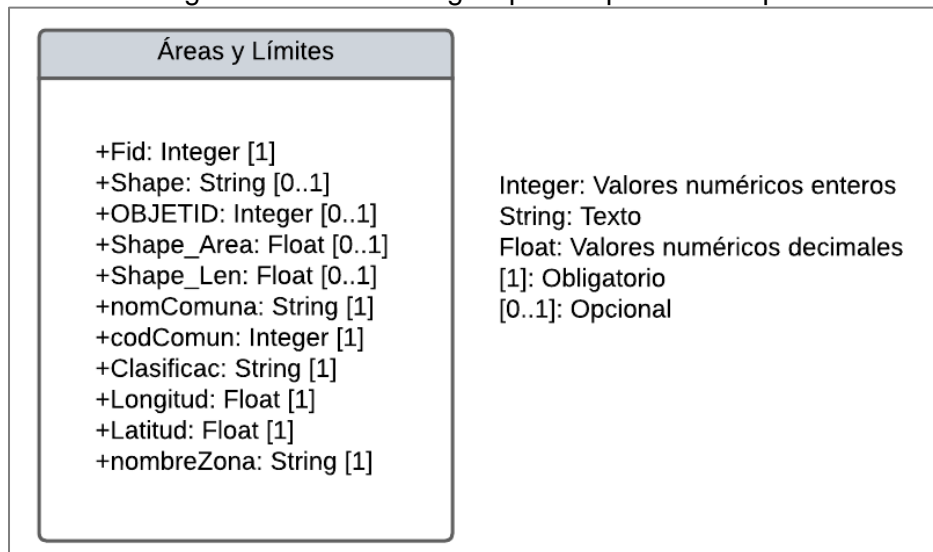 Áreas y Límites
+Fid: Integer [1]
+Shape: String [0..1]
+OBJETID: Integer [0..1]
+Shape_Area: Float [0..1]
+Shape_Len: Float [0..1]
+nomComuna: String [1]
+codComun: Integer [1]
+Clasificac: String [1]
+Longitud: Float [1]
+Latitud: Float [1]
+nombreZona: String [1]
Integer: Valores numéricos enteros
String: Texto
Float: Valores numéricos decimales
[1]: Obligatorio
[0..1]: Opcional